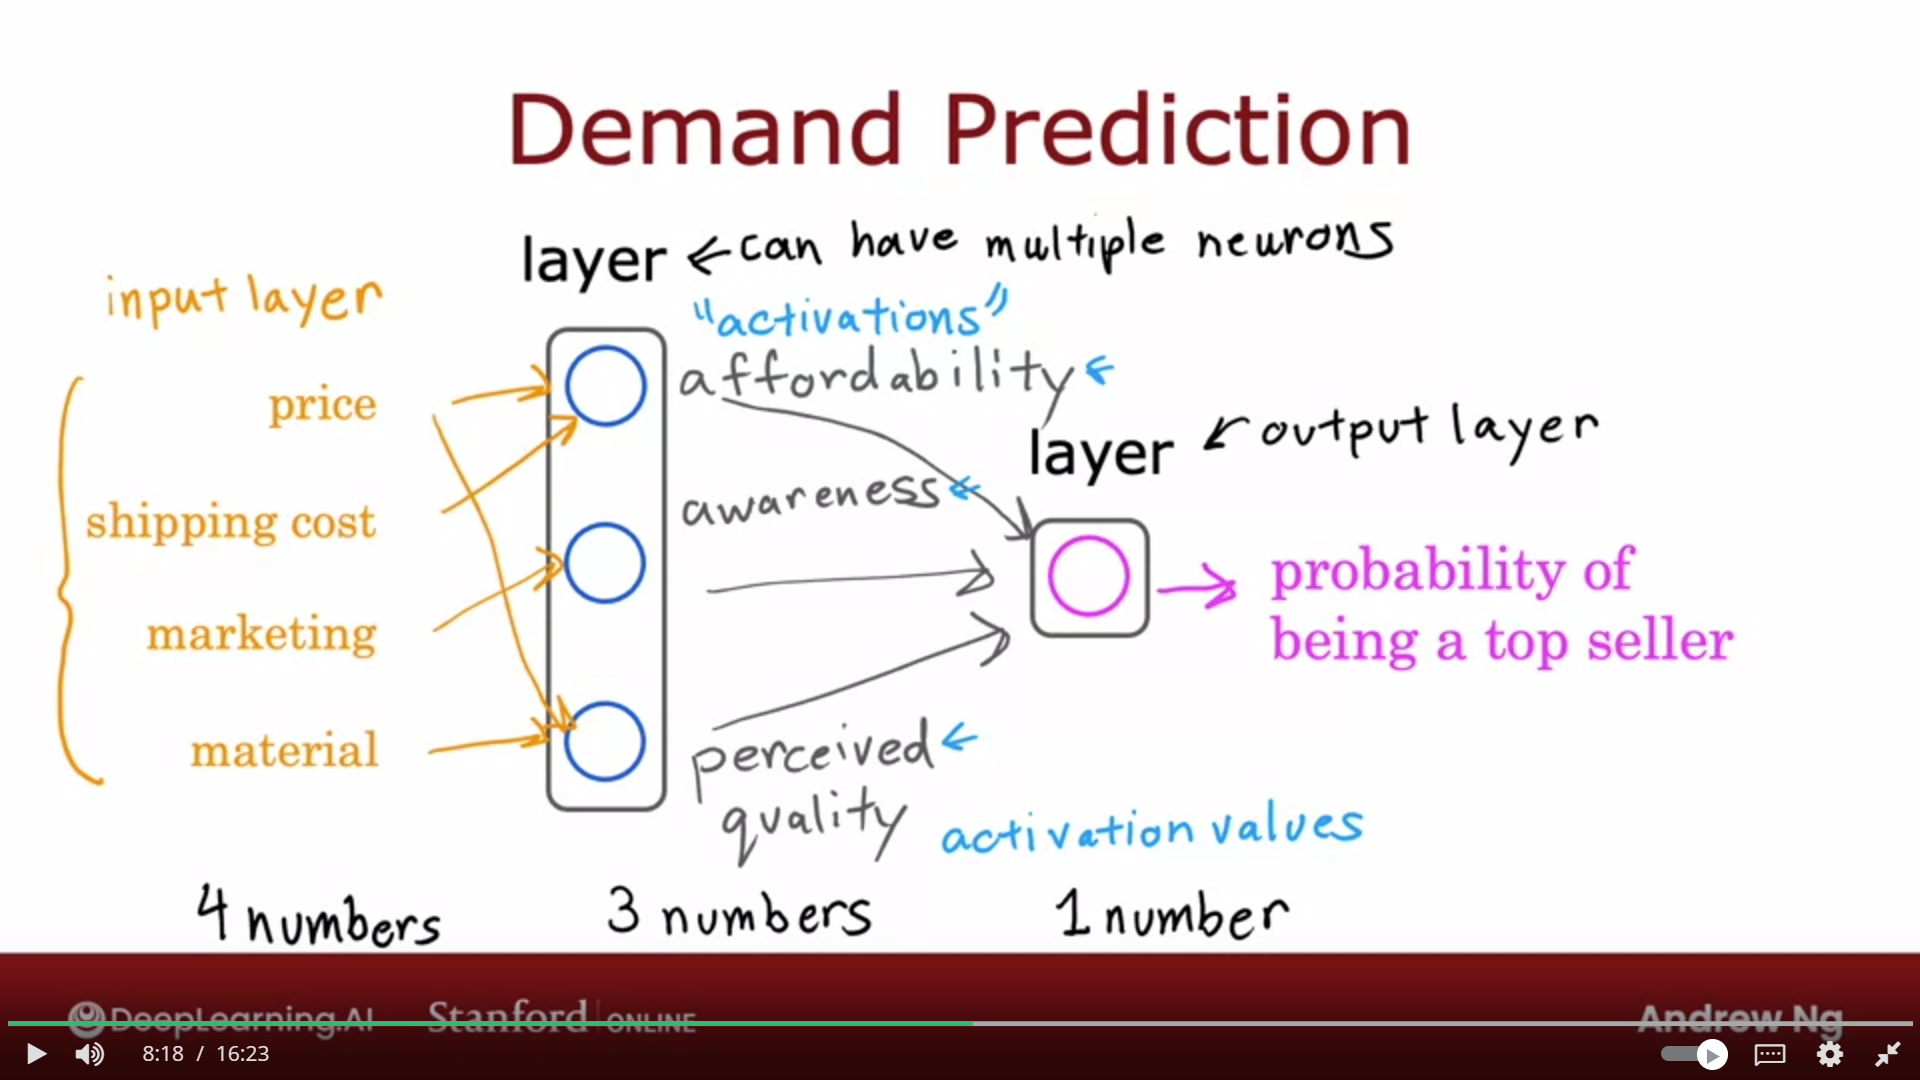 Demand Prediction
layer ← can have multiple neurons
input layer
"activations"
affordability
price
layer ← output layer
awareness
shipping cost
probability of
being a top seller
marketing
material
perceived
quality
activation values
4 numbers
3 numbers
1 number
DeepLearning.AI
Stanford | ONLINE
Andrew Ng
8:18 / 16:23